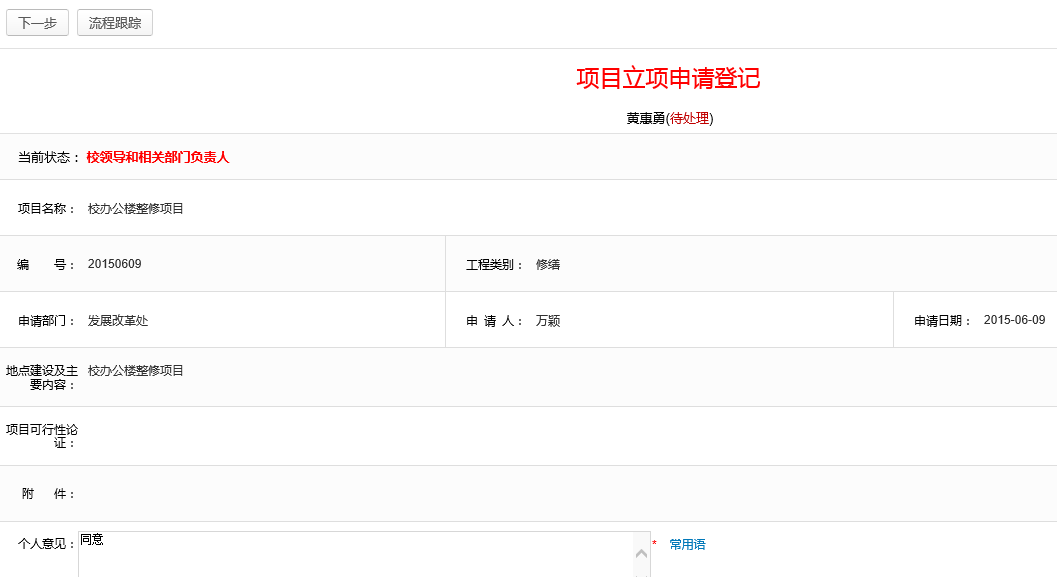 下一步 流程跟踪
项目立项申请登记
黄惠勇(待处理)
当前状态： 校领导和相关部门负责人
项目名称： 校办公楼整修项目
编 号： 20150609 工程类别： 修缮
申请部门： 发展改革处 申 请 人： 万颖 申请日期： 2015-06-09
地点建设及主 校办公楼整修项目
要内容：
项目可行性论
证：
附 件：
个人意见： 同意 * 常用语